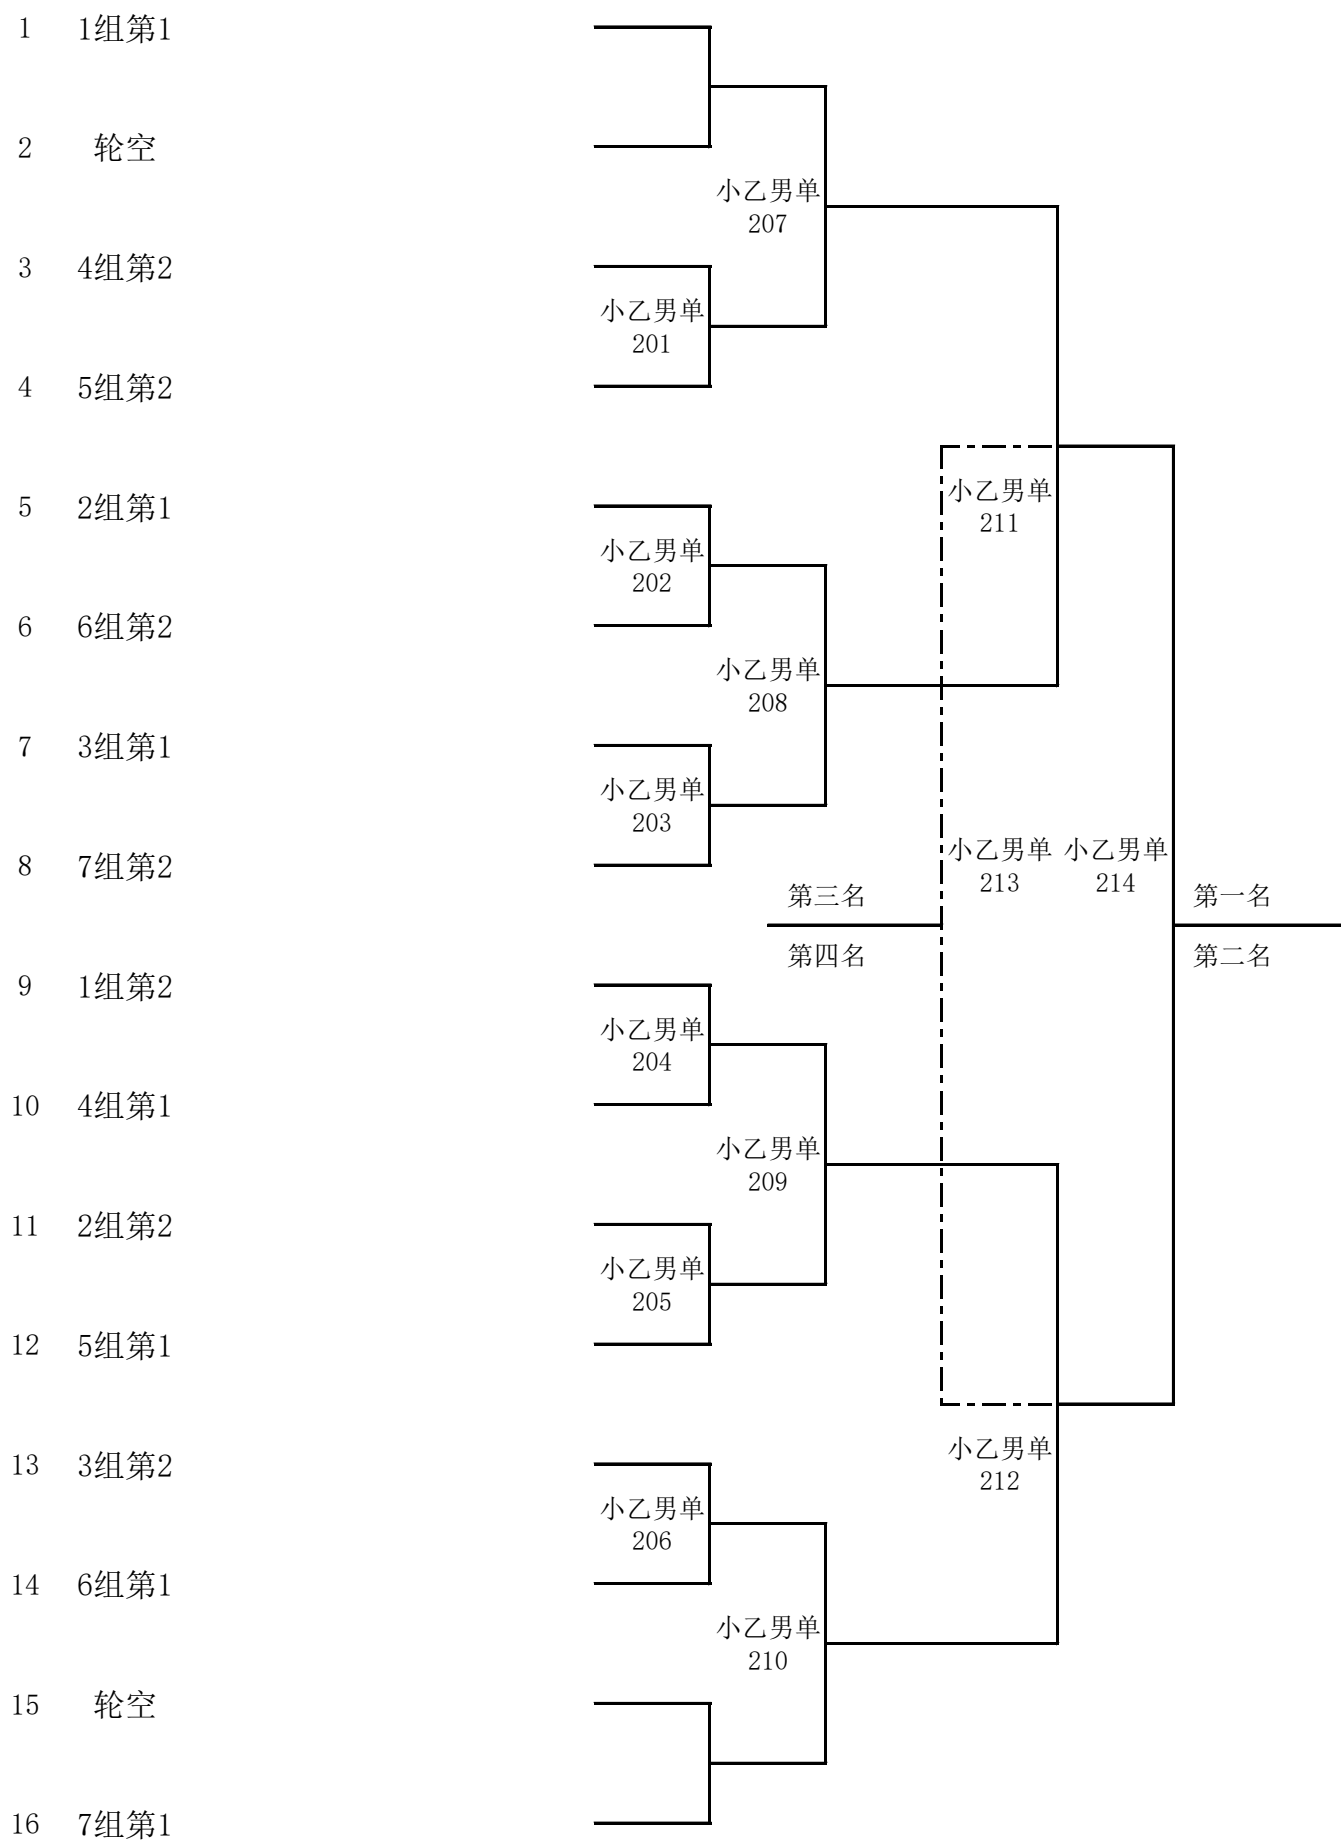 1 1组第1
2 轮空
小乙男单
207
3 4组第2
小乙男单
201
4 5组第2
小乙男单
211
5 2组第1
小乙男单
202
6 6组第2
小乙男单
208
7 3组第1
小乙男单
203
8 7组第2
小乙男单
213
小乙男单
214
第三名
第一名
第四名
第二名
9 1组第2
小乙男单
204
10 4组第1
小乙男单
209
11 2组第2
小乙男单
205
12 5组第1
小乙男单
212
13 3组第2
小乙男单
206
14 6组第1
小乙男单
210
15 轮空
16 7组第1